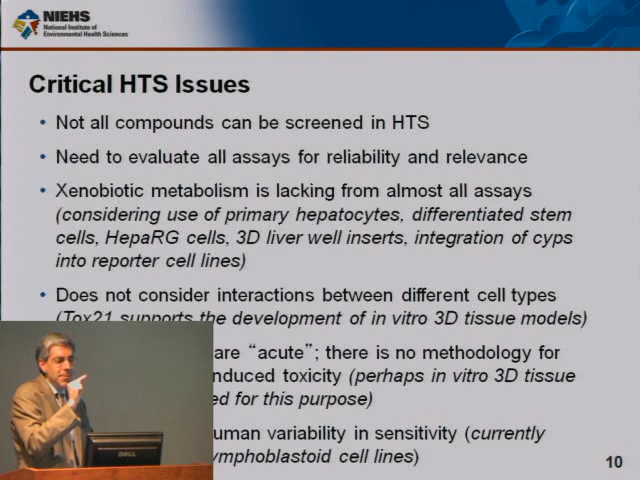 NIEHS
National Institute of
Environmental Health Sciences
Critical HTS Issues
• Not all compounds can be screened in HTS
• Need to evaluate all assays for reliability and relevance
• Xenobiotic metabolism is lacking from almost all assays
(considering use of primary hepatocytes, differentiated stem
cells, HepaRG cells, 3D liver well inserts, integration of cyps
into reporter cell lines)
• Does not consider interactions between different cell types
(Tox21 supports the development of in vitro 3D tissue models)
are “acute”; there is no methodology for
nduced toxicity (perhaps in vitro 3D tissue
ed for this purpose)
uman variability in sensitivity (currently
ymphoblastoid cell lines)
DELL
10